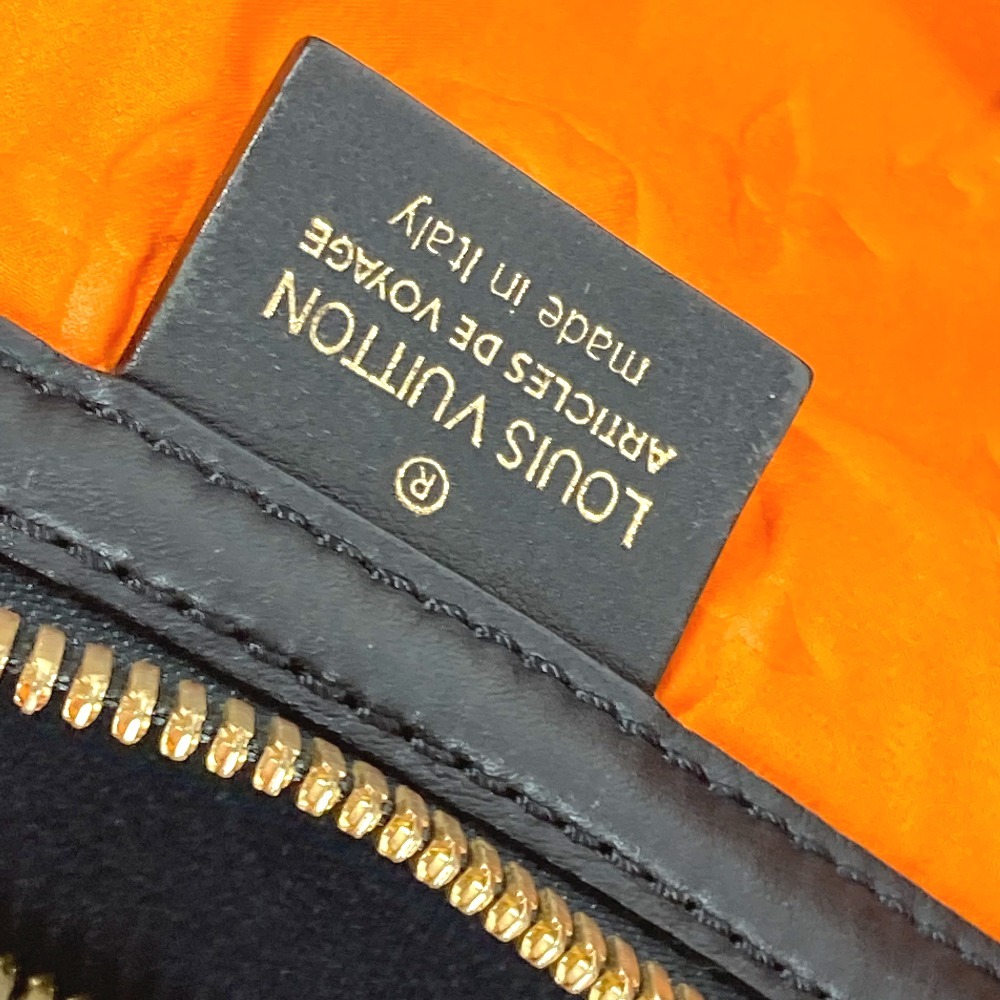 ®
LOUIS VUITTON
ARTICLES DE VOYAGE
made in Italy